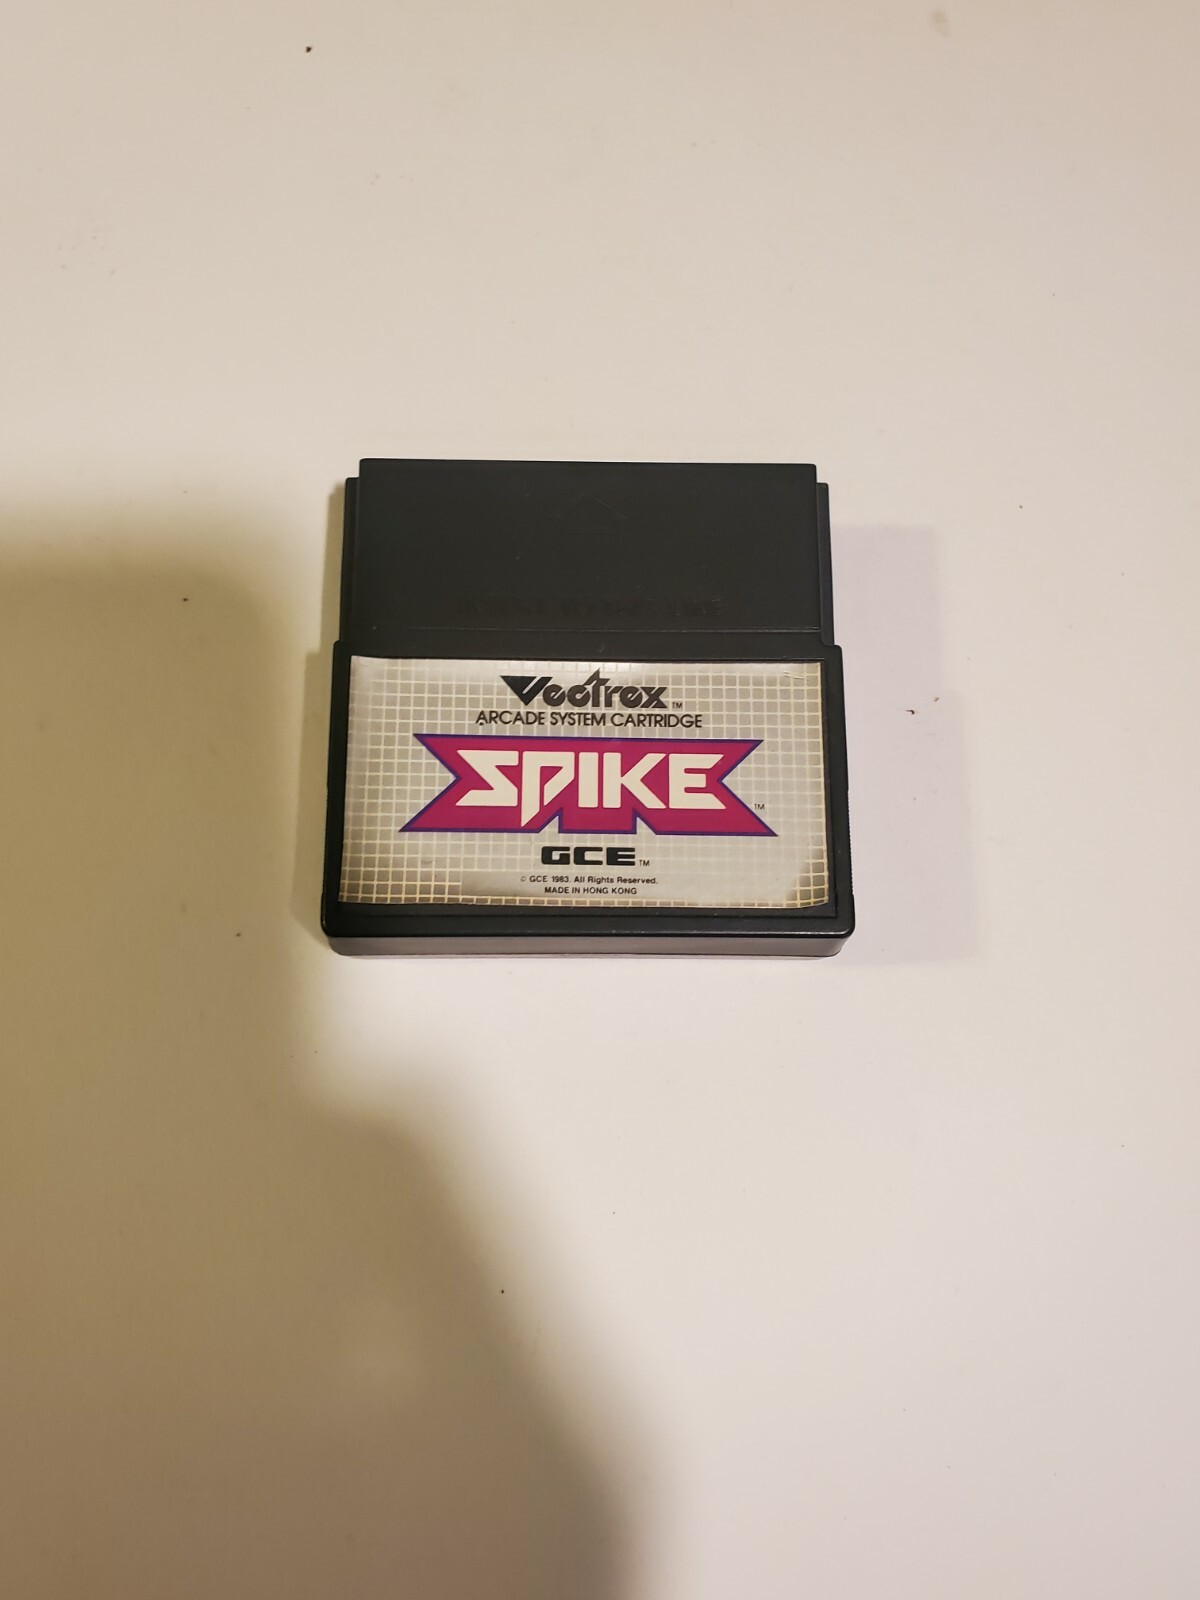 Vectrex™
ARCADE SYSTEM CARTRIDGE
SPIKE™
GCE™
© GCE 1983. All Rights Reserved.
MADE IN HONG KONG